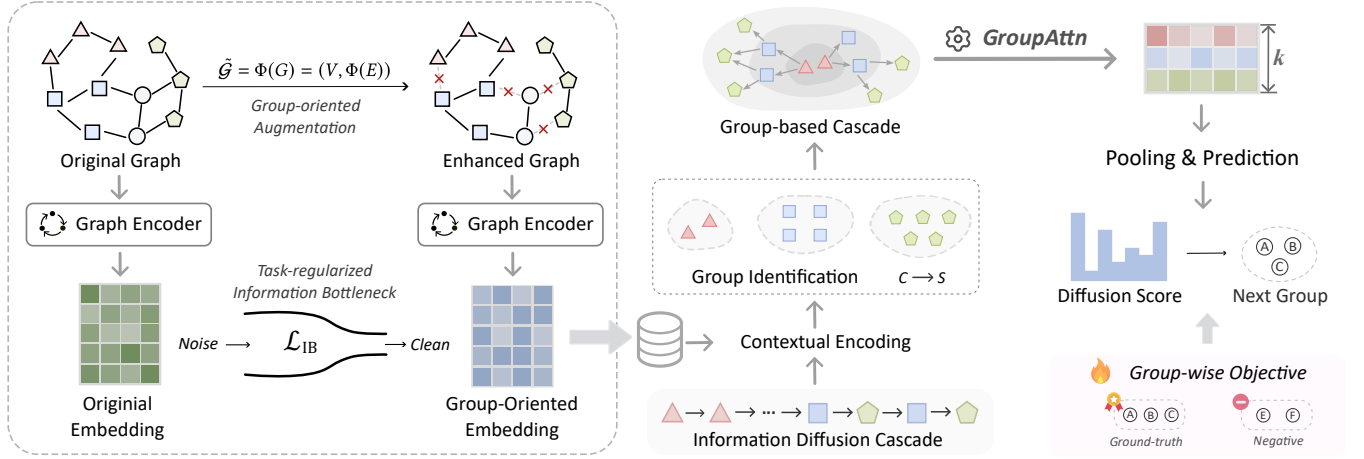 𝒢̃ = Φ(G) = (V, Φ(E))
Group-oriented
Augmentation
Original Graph
Enhanced Graph
Graph Encoder
Graph Encoder
Task-regularized
Information Bottleneck
Noise
ℒ_IB
Clean
Originial
Embedding
Group-Oriented
Embedding
Group-based Cascade
Group Identification
C → S
Contextual Encoding
Information Diffusion Cascade
GroupAttn
k
Pooling & Prediction
Diffusion Score
A B
C
Next Group
Group-wise Objective
A B C
E F
Ground-truth
Negative